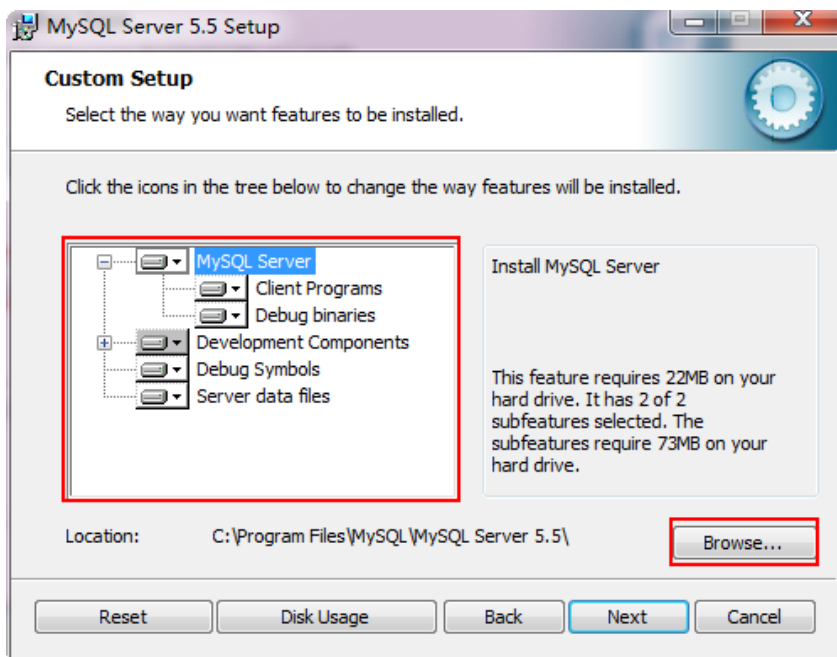 MySQL Server 5.5 Setup
Custom Setup
Select the way you want features to be installed.
Click the icons in the tree below to change the way features will be installed.
MySQL Server
Client Programs
Debug binaries
Development Components
Debug Symbols
Server data files
Install MySQL Server
This feature requires 22MB on your
hard drive. It has 2 of 2
subfeatures selected. The
subfeatures require 73MB on your
hard drive.
Location: C:\Program Files\MySQL\MySQL Server 5.5\
Browse...
Reset Disk Usage Back Next Cancel